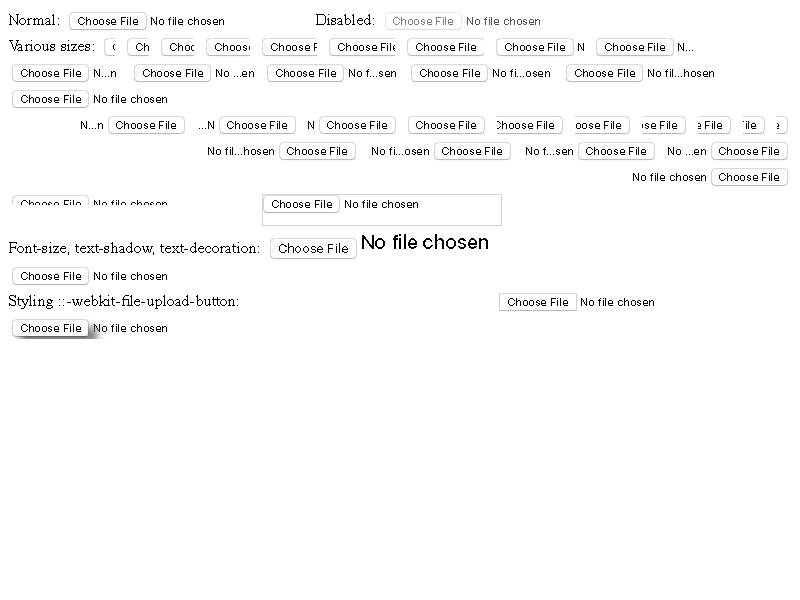 Normal: Choose File No file chosen Disabled: Choose File No file chosen
Various sizes: Ch Choo Choose Choose F Choose File Choose File Choose File N Choose File N...
Choose File N...n Choose File No ...en Choose File No f...sen Choose File No fi...osen Choose File No fil...hosen
Choose File No file chosen
N...n Choose File ...N Choose File N Choose File Choose File Choose File oose File ose File e File File e
No fil...hosen Choose File No fi...osen Choose File No f...sen Choose File No ...en Choose File
No file chosen Choose File
Choose File No file chosen Choose File No file chosen
Font-size, text-shadow, text-decoration: Choose File No file chosen
Choose File No file chosen
Styling ::-webkit-file-upload-button: Choose File No file chosen
Choose File No file chosen